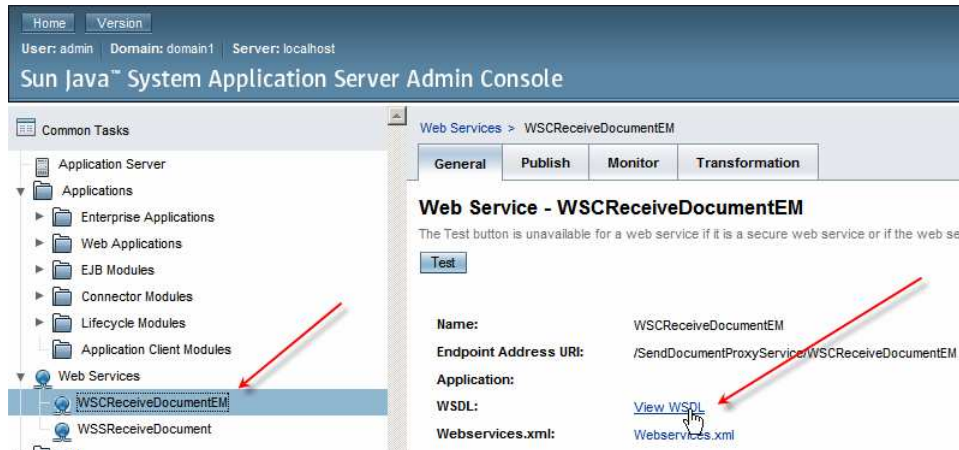 Home Version
User: admin Domain: domain1 Server: localhost
Sun Java™ System Application Server Admin Console
Common Tasks
Application Server
Applications
Enterprise Applications
Web Applications
EJB Modules
Connector Modules
Lifecycle Modules
Application Client Modules
Web Services
WSCReceiveDocumentEM
WSSReceiveDocument
Web Services > WSCReceiveDocumentEM
General Publish Monitor Transformation
Web Service - WSCReceiveDocumentEM
The Test button is unavailable for a web service if it is a secure web service or if the web se
Test
Name: WSCReceiveDocumentEM
Endpoint Address URI: /SendDocumentProxyService/WSCReceiveDocumentEM
Application:
WSDL: View WSDL
Webservices.xml: Webservices.xml